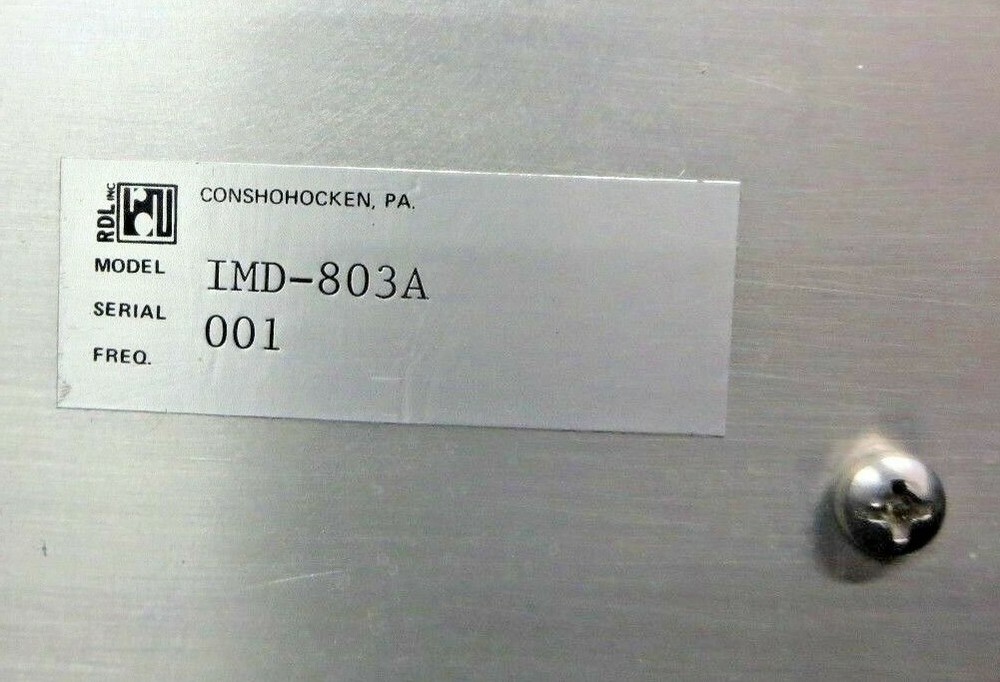 RDL, INC
CONSHOHOCKEN, PA.
MODEL IMD-803A
SERIAL 001
FREQ.